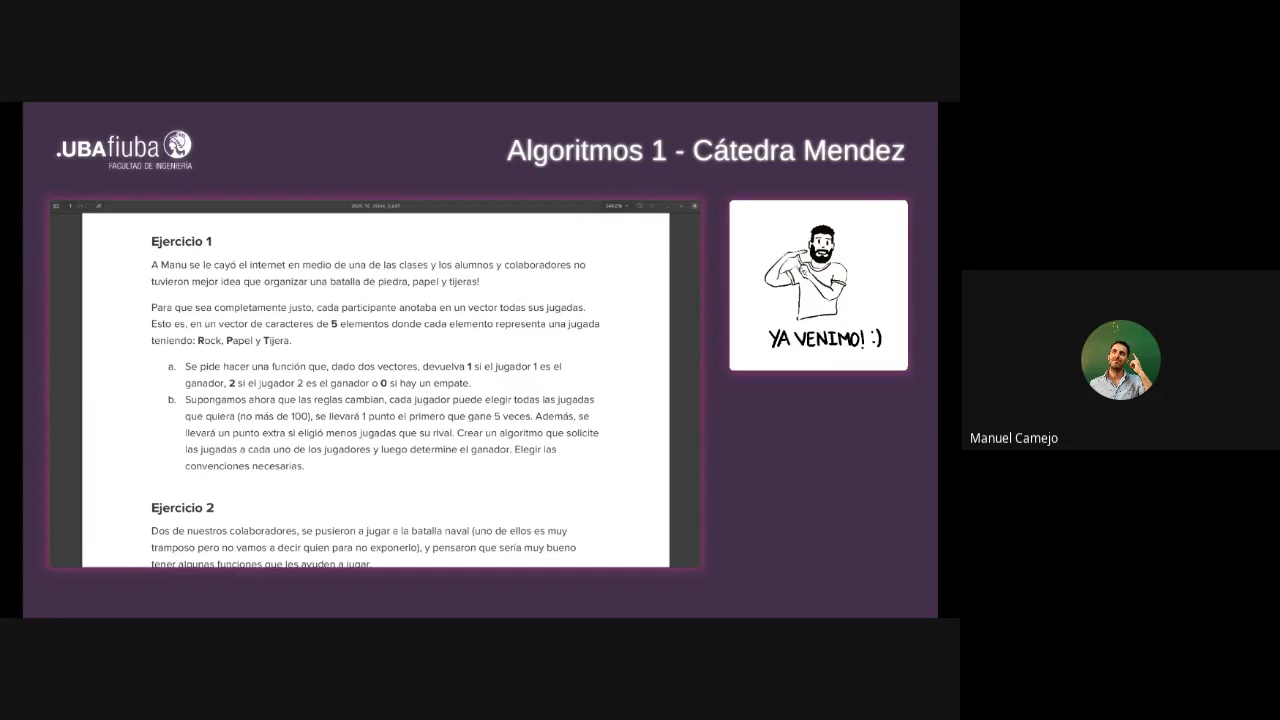 .UBAfiuba
FACULTAD DE INGENIERÍA
Algoritmos 1 - Cátedra Mendez
Ejercicio 1
A Manu se le cayó el internet en medio de una de las clases y los alumnos y colaboradores no
tuvieron mejor idea que organizar una batalla de piedra, papel y tijeras!
Para que sea completamente justo, cada participante anotaba en un vector todas sus jugadas.
Esto es, en un vector de caracteres de 5 elementos donde cada elemento representa una jugada
teniendo: Rock, Papel y Tijera.
a. Se pide hacer una función que, dado dos vectores, devuelva 1 si el jugador 1 es el
ganador, 2 si el jugador 2 es el ganador o 0 si hay un empate.
b. Supongamos ahora que las reglas cambian, cada jugador puede elegir todas las jugadas
que quiera (no más de 100), se llevará 1 punto el primero que gane 5 veces. Además, se
llevará un punto extra si eligió menos jugadas que su rival. Crear un algoritmo que solicite
las jugadas a cada uno de los jugadores y luego determine el ganador. Elegir las
convenciones necesarias.
Ejercicio 2
Dos de nuestros colaboradores, se pusieron a jugar a la batalla naval (uno de ellos es muy
tramposo pero no vamos a decir quien para no exponerlo), y pensaron que sería muy bueno
tener algunas funciones que les ayuden a jugar.
YA VENIMO! :)
Manuel Camejo